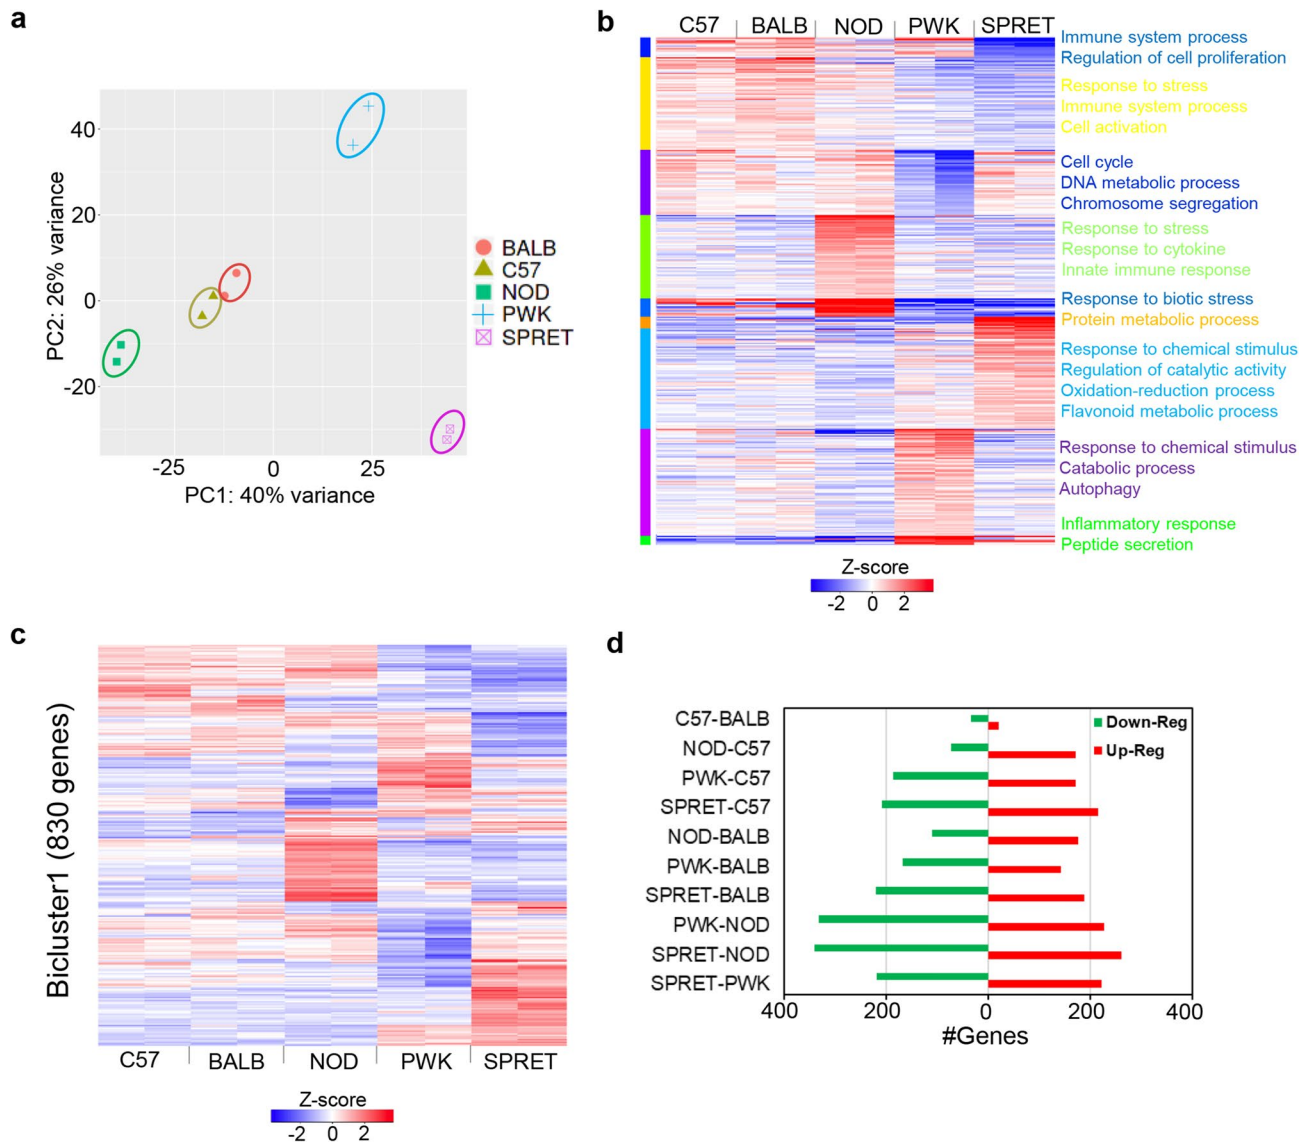 a
40
20
0
-20
-25 0 25
PC1: 40% variance
PC2: 26% variance
BALB
C57
NOD
PWK
SPRET
b
C57 BALB NOD PWK SPRET
Immune system process
Regulation of cell proliferation
Response to stress
Immune system process
Cell activation
Cell cycle
DNA metabolic process
Chromosome segregation
Response to stress
Response to cytokine
Innate immune response
Response to biotic stress
Protein metabolic process
Response to chemical stimulus
Regulation of catalytic activity
Oxidation-reduction process
Flavonoid metabolic process
Response to chemical stimulus
Catabolic process
Autophagy
Inflammatory response
Peptide secretion
Z-score
-2 0 2
c
Bicluster1 (830 genes)
C57 BALB NOD PWK SPRET
Z-score
-2 0 2
d
C57-BALB
NOD-C57
PWK-C57
SPRET-C57
NOD-BALB
PWK-BALB
SPRET-BALB
PWK-NOD
SPRET-NOD
SPRET-PWK
Down-Reg
Up-Reg
400 200 0 200 400
#Genes